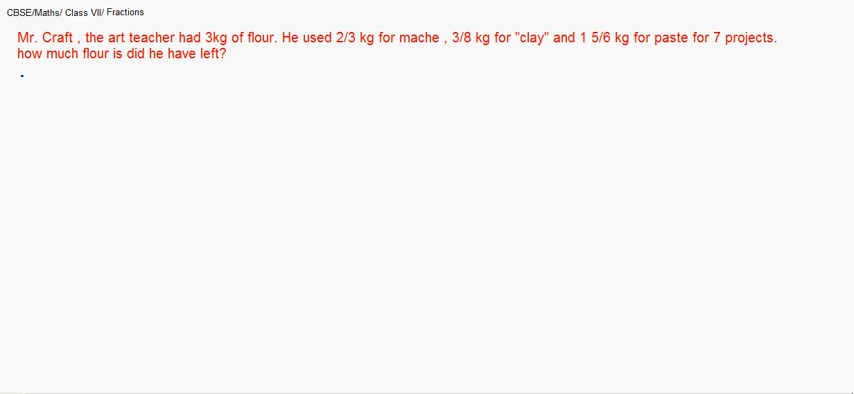 CBSE/Maths/ Class VII/ Fractions
Mr. Craft , the art teacher had 3kg of flour. He used 2/3 kg for mache , 3/8 kg for "clay" and 1 5/6 kg for paste for 7 projects.
how much flour is did he have left?